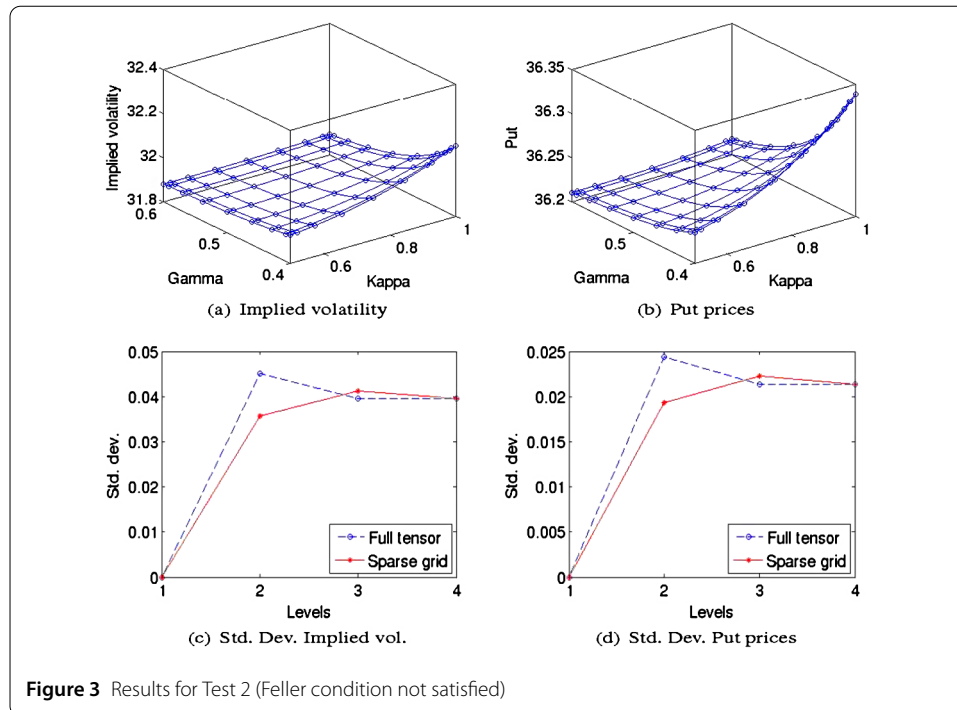 32.4
32.2
32
31.8
Implied volatility
0.6
0.5
0.4
Gamma
0.6
0.8
1
Kappa
(a) Implied volatility
36.35
36.3
36.25
36.2
Put
0.6
0.5
0.4
Gamma
0.6
0.8
1
Kappa
(b) Put prices
0.05
0.04
0.03
0.02
0.01
0
Std. dev.
Full tensor
Sparse grid
1 2 3 4
Levels
(c) Std. Dev. Implied vol.
0.025
0.02
0.015
0.01
0.005
0
Std. dev.
Full tensor
Sparse grid
1 2 3 4
Levels
(d) Std. Dev. Put prices
Figure 3 Results for Test 2 (Feller condition not satisfied)